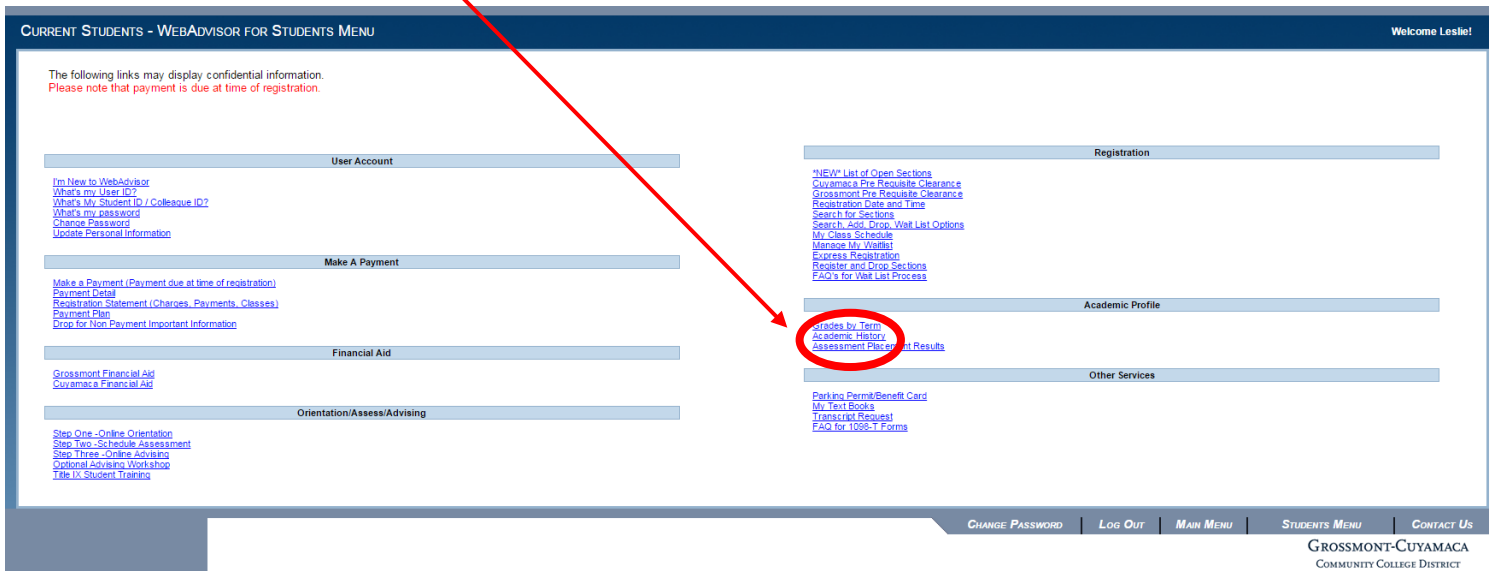 CURRENT STUDENTS - WEBADVISOR FOR STUDENTS MENU
Welcome Leslie!
The following links may display confidential information.
Please note that payment is due at time of registration.
User Account
I'm New to WebAdvisor
What's my User ID?
What's My Student ID / Colleague ID?
What's my password
Change Password
Update Personal Information
Make A Payment
Make a Payment (Payment due at time of registration)
Payment Detail
Registration Statement (Charges, Payments, Classes)
Payment Plan
Drop for Non Payment Important Information
Financial Aid
Grossmont Financial Aid
Cuyamaca Financial Aid
Orientation/Assess/Advising
Step One -Online Orientation
Step Two -Schedule Assessment
Step Three -Online Advising
Optional Advising Workshop
Title IX Student Training
Registration
*NEW* List of Open Sections
Cuyamaca Pre Requisite Clearance
Grossmont Pre Requisite Clearance
Registration Date and Time
Search for Sections
Search, Add, Drop, Wait List Options
My Class Schedule
Manage My Waitlist
Express Registration
Register and Drop Sections
FAQ's for Wait List Process
Academic Profile
Grades by Term
Academic History
Assessment Placement Results
Other Services
Parking Permit/Benefit Card
My Text Books
Transcript Request
FAQ for 1098-T Forms
CHANGE PASSWORD LOG OUT MAIN MENU STUDENTS MENU CONTACT US
GROSSMONT-CUYAMACA
COMMUNITY COLLEGE DISTRICT